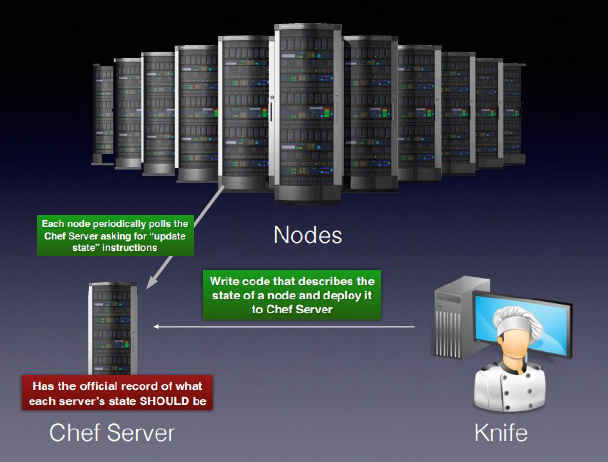 Each node periodically polls the
Chef Server asking for “update
state” instructions
Nodes
Write code that describes the
state of a node and deploy it
to Chef Server
Has the official record of what
each server's state SHOULD be
Chef Server
Knife